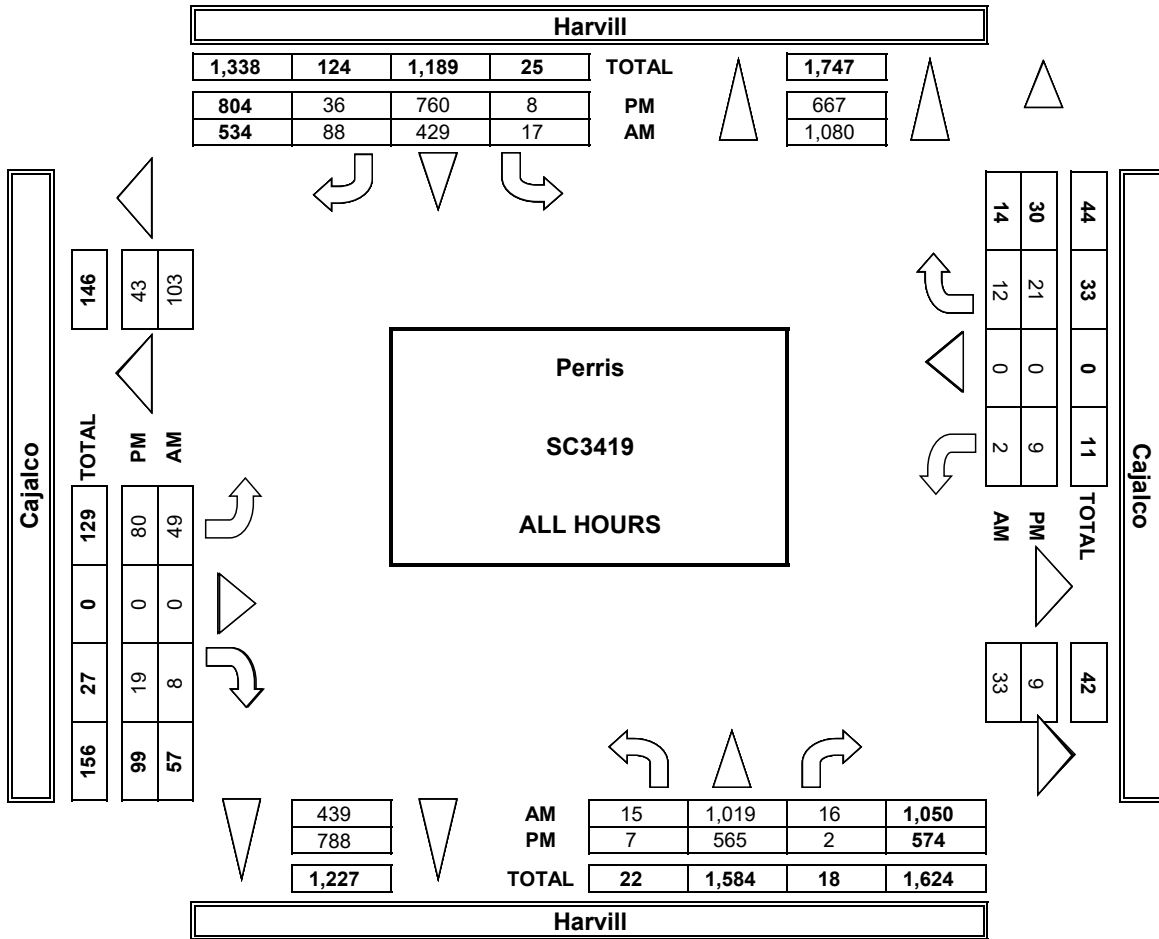 Harvill
1,338 124 1,189 25 TOTAL 1,747
804 36 760 8 PM 667
534 88 429 17 AM 1,080
Cajalco
146
43
103
TOTAL 129 0 27 156
PM 80 0 19 99
AM 49 0 8 57
Perris
SC3419
ALL HOURS
44 33 0 11 TOTAL
30 21 0 9 PM
14 12 0 2 AM
42
9
33
Cajalco
439 AM 15 1,019 16 1,050
788 PM 7 565 2 574
1,227 TOTAL 22 1,584 18 1,624
Harvill